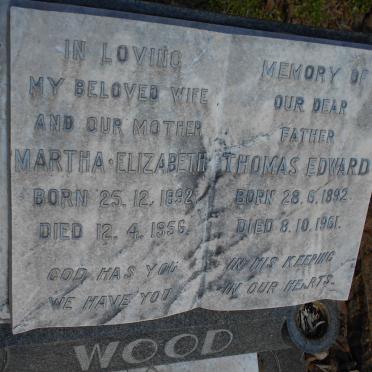 IN LOVING
MY BELOVED WIFE
AND OUR MOTHER
MARTHA · ELIZABETH
BORN 25. 12. 1892
DIED 12. 4. 1956.
GOD HAS YOU
WE HAVE YOU
MEMORY OF
OUR DEAR
FATHER
THOMAS EDWARD
BORN 28. 6. 1892.
DIED 8. 10. 1961.
IN HIS KEEPING
IN OUR HEARTS.
WOOD